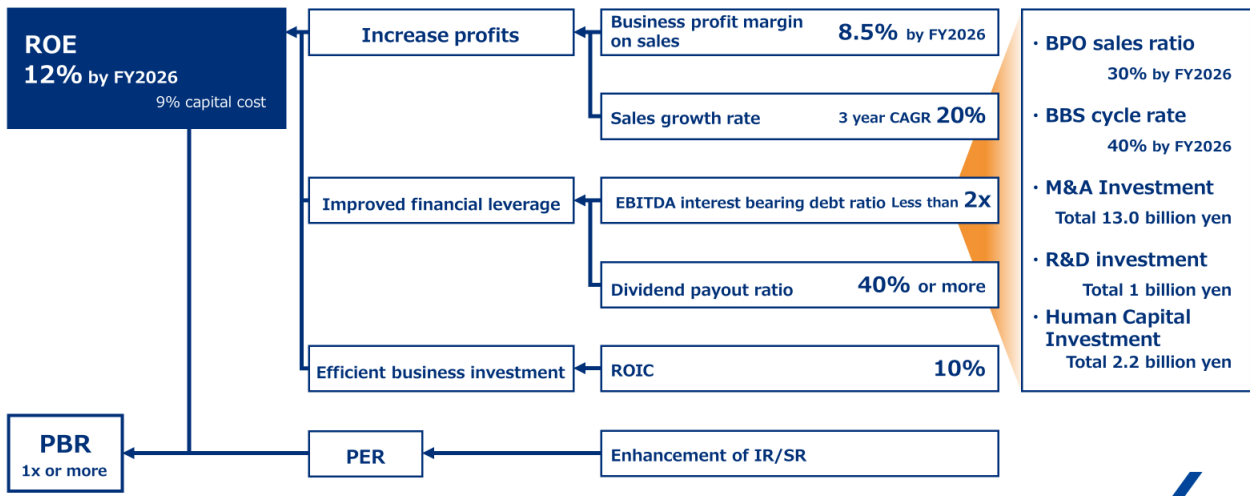 ROE
12% by FY2026
9% capital cost
Increase profits
Business profit margin
on sales
8.5% by FY2026
Sales growth rate
3 year CAGR 20%
Improved financial leverage
EBITDA interest bearing debt ratio Less than 2x
Dividend payout ratio
40% or more
Efficient business investment
ROIC
10%
PBR
1x or more
PER
Enhancement of IR/SR
・BPO sales ratio
30% by FY2026
・BBS cycle rate
40% by FY2026
・M&A Investment
Total 13.0 billion yen
・R&D investment
Total 1 billion yen
・Human Capital
Investment
Total 2.2 billion yen